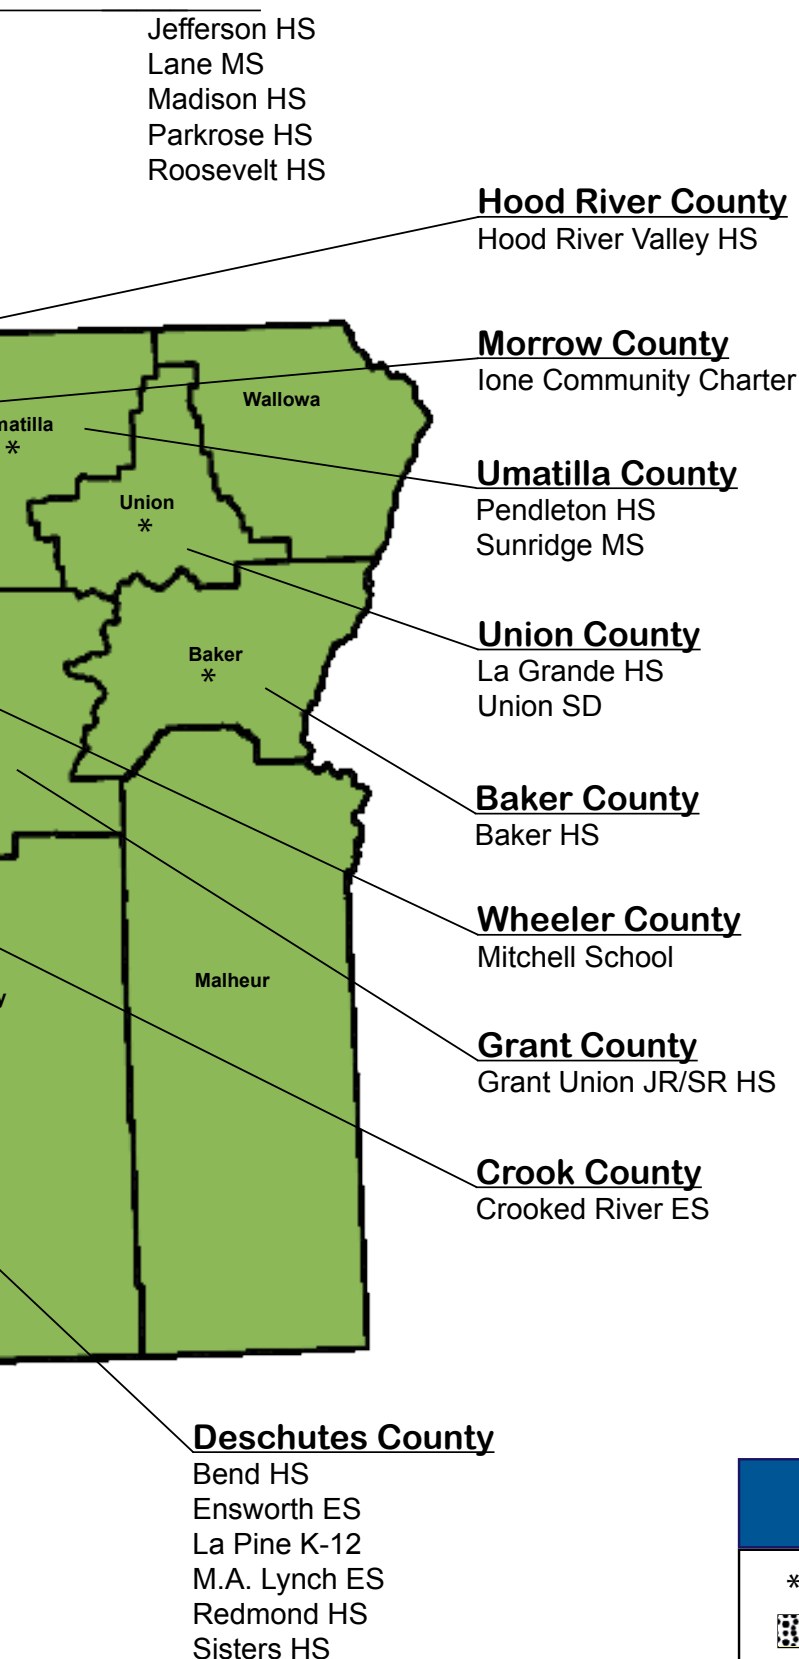 Jefferson HS
Lane MS
Madison HS
Parkrose HS
Roosevelt HS
Hood River County
Hood River Valley HS
Morrow County
Ione Community Charter
Wallowa
matilla
*
Umatilla County
Pendleton HS
Sunridge MS
Union
*
Union County
La Grande HS
Union SD
Baker
*
Baker County
Baker HS
Wheeler County
Mitchell School
Malheur
y
Grant County
Grant Union JR/SR HS
Crook County
Crooked River ES
Deschutes County
Bend HS
Ensworth ES
La Pine K-12
M.A. Lynch ES
Redmond HS
Sisters HS
*